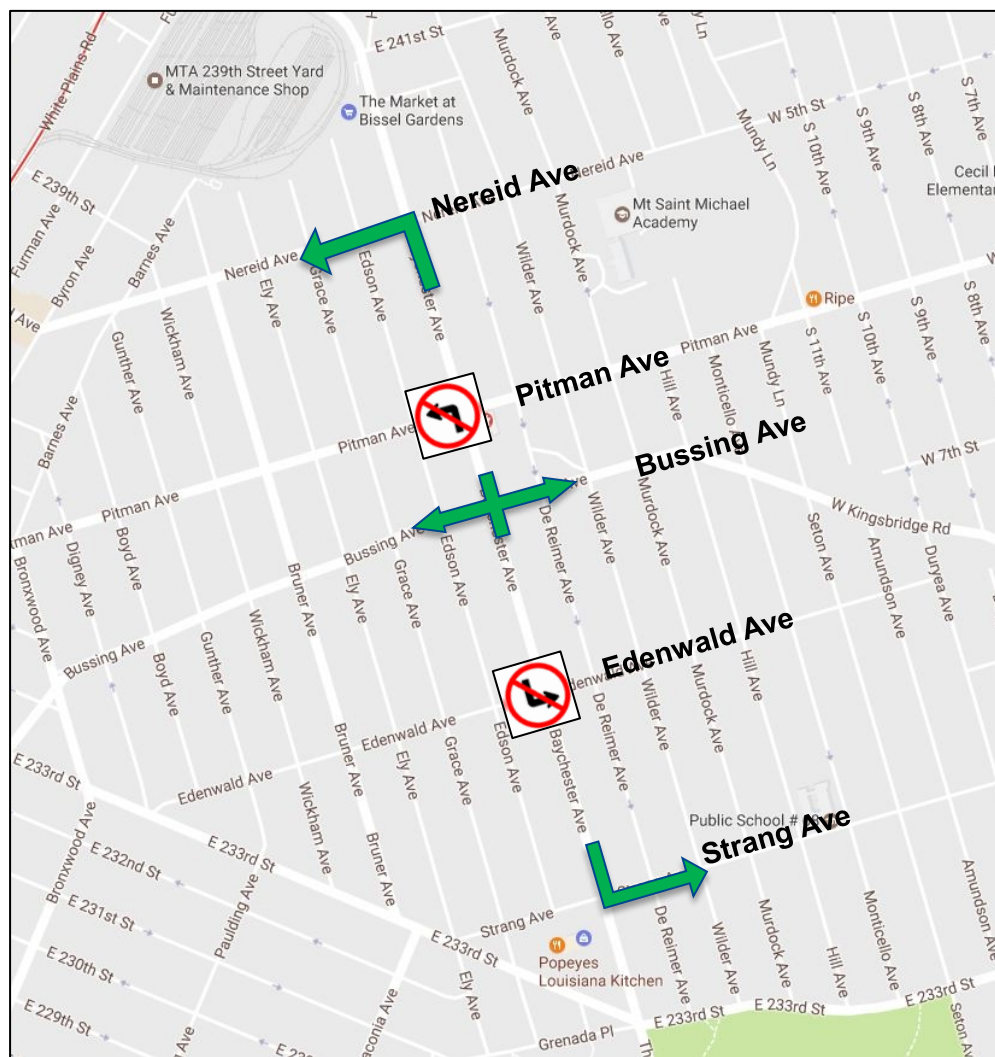 E 241st St
White Plains Rd
MTA 239th Street Yard
& Maintenance Shop
The Market at
Bissel Gardens
Murdock Ave
Monticello Ave
Mundy Ln
W 5th St
S 10th Ave
S 9th Ave
S 8th Ave
S 7th Ave
E 239th St
Nereid Ave
Nereid Ave
Mt Saint Michael
Academy
Murdock Ave
Furman Ave
Byron Ave
Barnes Ave
Nereid Ave
Ely Ave
Grace Ave
Edson Ave
Wilder Ave
Ripe
S 11th Ave
S 10th Ave
S 9th Ave
S 8th Ave
Gunther Ave
Wickham Ave
Pitman Ave
Pitman Ave
Hill Ave
Mundy Ln
Barnes Ave
Pitman Ave
Bussing Ave
W 7th St
Pitman Ave
Bussing Ave
Edson Ave
De Reimer Ave
Wilder Ave
Murdock Ave
W Kingsbridge Rd
Seton Ave
Amundson Ave
Duryea Ave
Bronxwood Ave
Digney Ave
Boyd Ave
Bruner Ave
Ely Ave
Grace Ave
Bussing Ave
Boyd Ave
Gunther Ave
Wickham Ave
Edenwald Ave
Hill Ave
Edenwald Ave
Edson Ave
Baychester Ave
De Reimer Ave
Wilder Ave
Murdock Ave
E 233rd St
Edenwald Ave
Bruner Ave
Ely Ave
Grace Ave
Wickham Ave
Public School #
Strang Ave
Bronxwood Ave
E 232nd St
E 233rd St
Bruner Ave
E 231st St
Paulding Ave
Strang Ave
E 233rd St
Popeyes
Louisiana Kitchen
De Reimer Ave
Wilder Ave
Murdock Ave
Hill Ave
Monticello Ave
Amundson Ave
E 230th St
E 229th St
Ely Ave
Grenada Pl
E 233rd St
E 233rd St
E 233rd St
Seton Ave